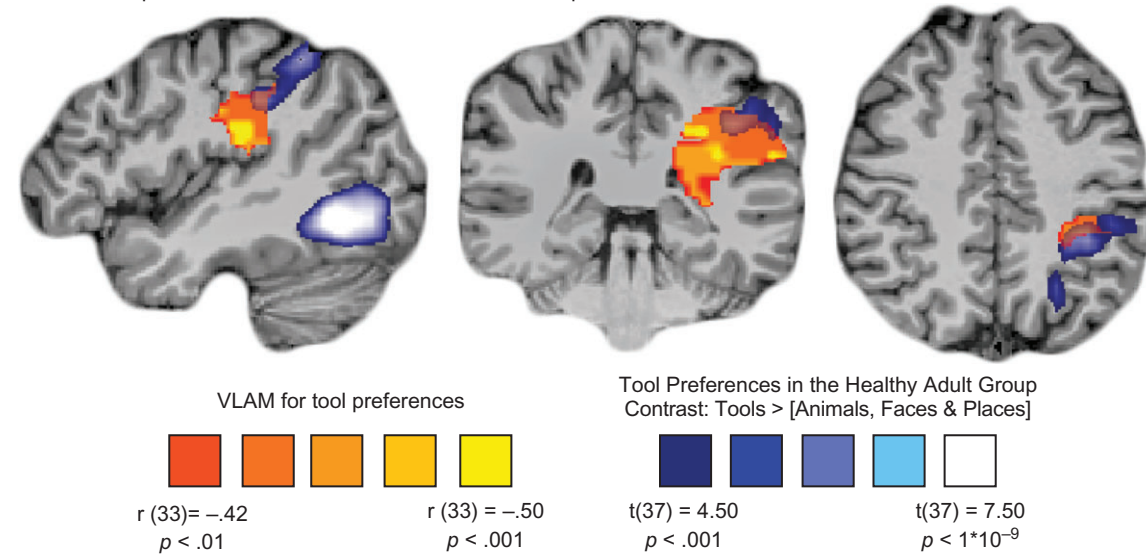 VLAM for tool preferences
Tool Preferences in the Healthy Adult Group
Contrast: Tools > [Animals, Faces & Places]
r (33)= –.42
r (33) = –.50
t(37) = 4.50
t(37) = 7.50
p < .01
p < .001
p < .001
p < 1*10–9